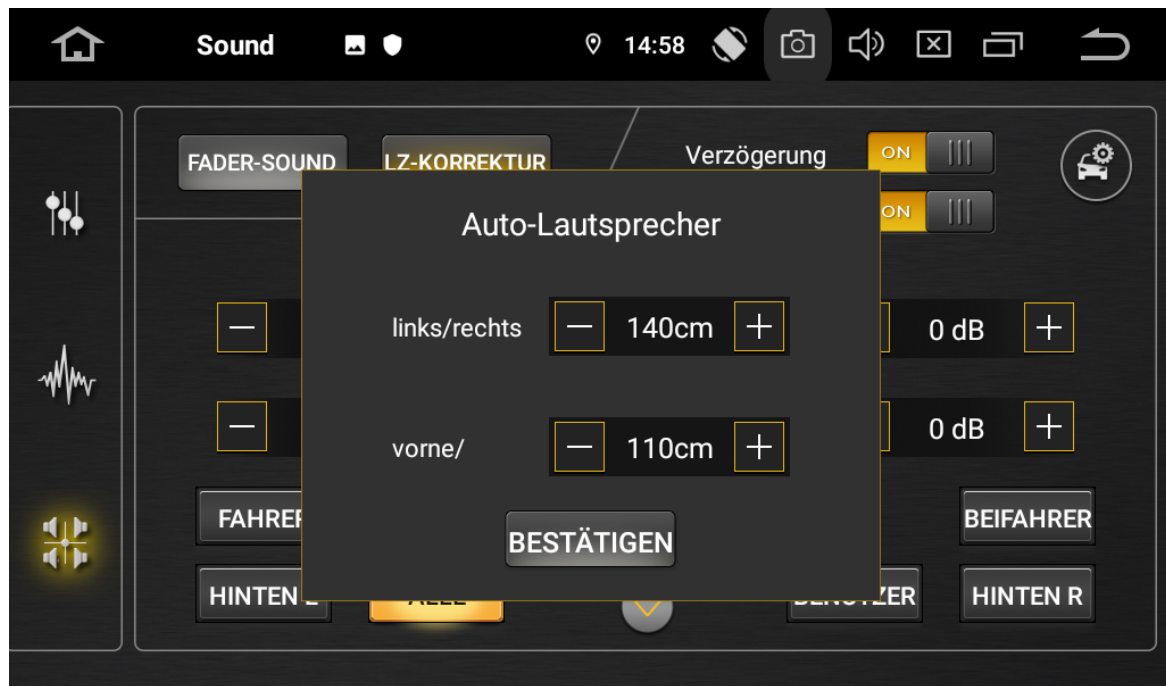 Sound
14:58
FADER-SOUND
LZ-KORREKTUR
Verzögerung
ON
ON
Auto-Lautsprecher
links/rechts
140cm
0 dB
vorne/
110cm
0 dB
BESTÄTIGEN
BEIFAHRER
HINTEN R